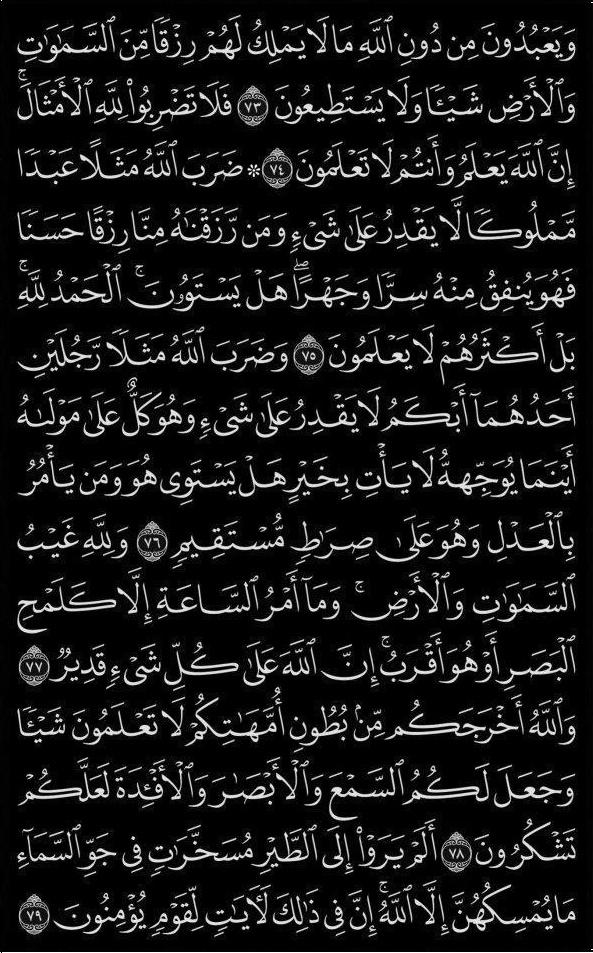 وَيَعْبُدُونَ مِن دُونِ ٱللَّهِ مَا لَا يَمْلِكُ لَهُمْ رِزْقًا مِّنَ ٱلسَّمَٰوَٰتِ
وَٱلْأَرْضِ شَيْـًٔا وَلَا يَسْتَطِيعُونَ ٧٣ فَلَا تَضْرِبُوا۟ لِلَّهِ ٱلْأَمْثَالَ ۚ
إِنَّ ٱللَّهَ يَعْلَمُ وَأَنتُمْ لَا تَعْلَمُونَ ٧٤ * ضَرَبَ ٱللَّهُ مَثَلًا عَبْدًا
مَّمْلُوكًا لَّا يَقْدِرُ عَلَىٰ شَىْءٍ وَمَن رَّزَقْنَٰهُ مِنَّا رِزْقًا حَسَنًا
فَهُوَ يُنفِقُ مِنْهُ سِرًّا وَجَهْرًا ۖ هَلْ يَسْتَوُۥنَ ۚ ٱلْحَمْدُ لِلَّهِ ۚ
بَلْ أَكْثَرُهُمْ لَا يَعْلَمُونَ ٧٥ وَضَرَبَ ٱللَّهُ مَثَلًا رَّجُلَيْنِ
أَحَدُهُمَآ أَبْكَمُ لَا يَقْدِرُ عَلَىٰ شَىْءٍ وَهُوَ كَلٌّ عَلَىٰ مَوْلَىٰهُ
أَيْنَمَا يُوَجِّههُّ لَا يَأْتِ بِخَيْرٍ هَلْ يَسْتَوِى هُوَ وَمَن يَأْمُرُ
بِٱلْعَدْلِ وَهُوَ عَلَىٰ صِرَٰطٍ مُّسْتَقِيمٍ ٧٦ وَلِلَّهِ غَيْبُ
ٱلسَّمَٰوَٰتِ وَٱلْأَرْضِ ۚ وَمَآ أَمْرُ ٱلسَّاعَةِ إِلَّا كَلَمْحِ
ٱلْبَصَرِ أَوْ هُوَ أَقْرَبُ ۚ إِنَّ ٱللَّهَ عَلَىٰ كُلِّ شَىْءٍ قَدِيرٌ ٧٧
وَٱللَّهُ أَخْرَجَكُم مِّنۢ بُطُونِ أُمَّهَٰتِكُمْ لَا تَعْلَمُونَ شَيْـًٔا
وَجَعَلَ لَكُمُ ٱلسَّمْعَ وَٱلْأَبْصَٰرَ وَٱلْأَفْـِٔدَةَ لَعَلَّكُمْ
تَشْكُرُونَ ٧٨ أَلَمْ يَرَوْا۟ إِلَى ٱلطَّيْرِ مُسَخَّرَٰتٍ فِى جَوِّ ٱلسَّمَآءِ
مَا يُمْسِكُهُنَّ إِلَّا ٱللَّهُ ۗ إِنَّ فِى ذَٰلِكَ لَـَٔايَٰتٍ لِّقَوْمٍ يُؤْمِنُونَ ٧٩